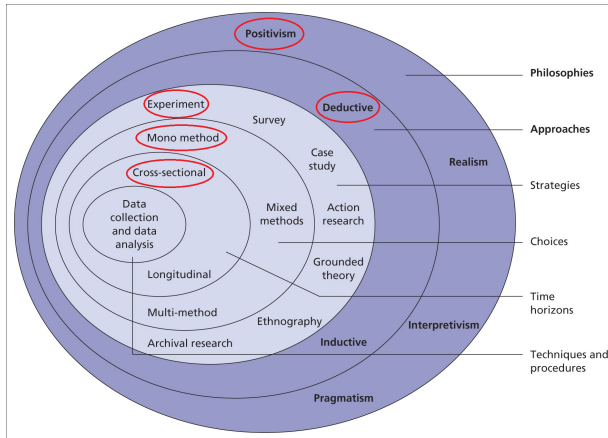 Positivism
Philosophies
Experiment
Deductive
Survey
Approaches
Mono method
Case
study
Realism
Cross-sectional
Strategies
Data
collection
and data
analysis
Mixed
methods
Action
research
Choices
Grounded
theory
Longitudinal
Time
horizons
Multi-method
Ethnography
Interpretivism
Archival research
Inductive
Techniques and
procedures
Pragmatism